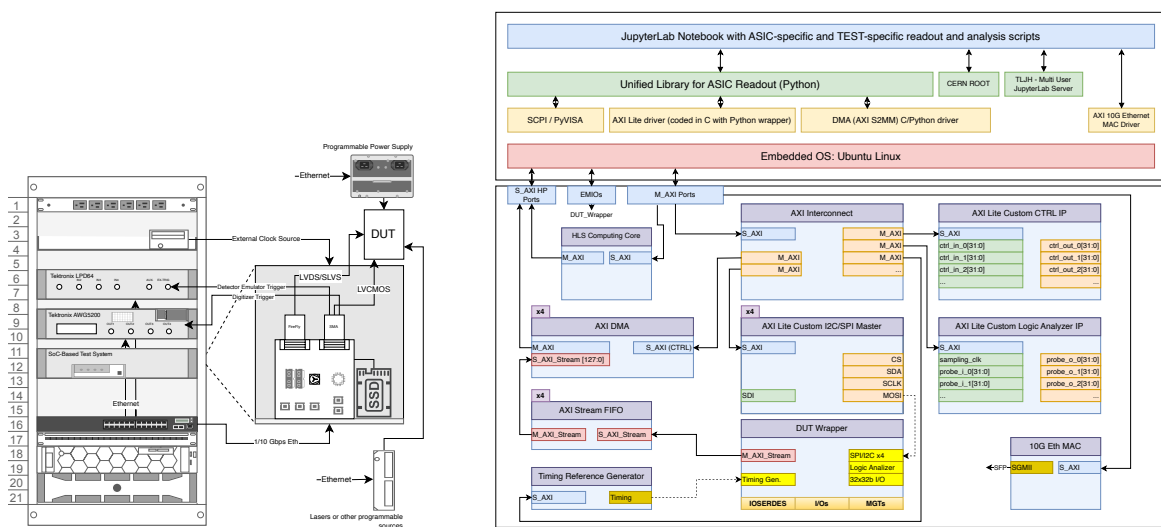 Programmable Power Supply
Ethernet
1
2
3
4
5
6
7
8
9
10
11
12
13
14
15
16
17
18
19
20
21
External Clock Source
DUT
LVDS/SLVS
LVCMOS
Tektronix LPD64
Detector Emulator Trigger
Digitizer Trigger
Tektronix AWG5200
FireFly
SMA
SoC-Based Test System
SSD
Ethernet
1/10 Gbps Eth
Ethernet
Lasers or other programmable
sources
JupyterLab Notebook with ASIC-specific and TEST-specific readout and analysis scripts
Unified Library for ASIC Readout (Python)
CERN ROOT
TLJH - Multi User
JupyterLab Server
SCPI / PyVISA
AXI Lite driver (coded in C with Python wrapper)
DMA (AXI S2MM) C/Python driver
AXI 10G Ethernet
MAC Driver
Embedded OS: Ubuntu Linux
S_AXI HP
Ports
EMIOs
M_AXI Ports
DUT_Wrapper
HLS Computing Core
M_AXI
S_AXI
AXI Interconnect
S_AXI
M_AXI
M_AXI
M_AXI
M_AXI
...
AXI Lite Custom CTRL IP
S_AXI
ctrl_in_0[31:0]
ctrl_in_1[31:0]
ctrl_in_2[31:0]
...
ctrl_out_0[31:0]
ctrl_out_1[31:0]
ctrl_out_2[31:0]
...
x4
AXI DMA
M_AXI
S_AXI (CTRL)
S_AXI_Stream [127:0]
x4
AXI Lite Custom I2C/SPI Master
S_AXI
CS
SDA
SCLK
SDI
MOSI
AXI Lite Custom Logic Analyzer IP
S_AXI
sampling_clk
probe_i_0[31:0]
probe_i_1[31:0]
...
probe_o_0[31:0]
probe_o_1[31:0]
probe_o_2[31:0]
...
x4
AXI Stream FIFO
M_AXI_Stream
S_AXI_Stream
DUT Wrapper
M_AXI_Stream
SPI/I2C x4
Logic Analizer
Timing Gen.
32x32b I/O
IOSERDES
I/Os
MGTs
Timing Reference Generator
S_AXI
Timing
10G Eth MAC
SFP
SGMII
S_AXI